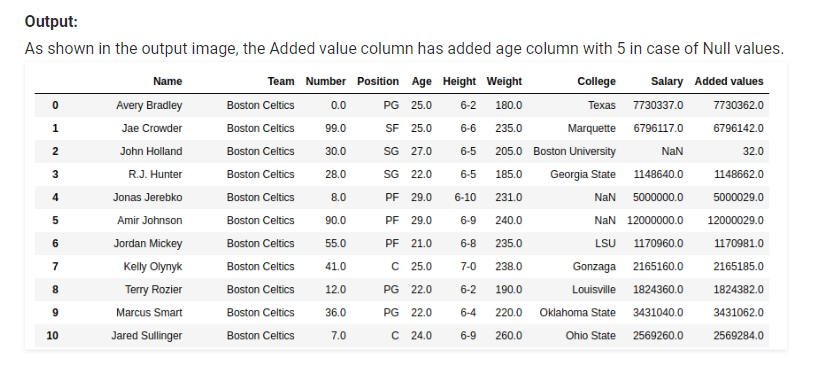 Output:
As shown in the output image, the Added value column has added age column with 5 in case of Null values.
Name Team Number Position Age Height Weight College Salary Added values
0 Avery Bradley Boston Celtics 0.0 PG 25.0 6-2 180.0 Texas 7730337.0 7730362.0
1 Jae Crowder Boston Celtics 99.0 SF 25.0 6-6 235.0 Marquette 6796117.0 6796142.0
2 John Holland Boston Celtics 30.0 SG 27.0 6-5 205.0 Boston University NaN 32.0
3 R.J. Hunter Boston Celtics 28.0 SG 22.0 6-5 185.0 Georgia State 1148640.0 1148662.0
4 Jonas Jerebko Boston Celtics 8.0 PF 29.0 6-10 231.0 NaN 5000000.0 5000029.0
5 Amir Johnson Boston Celtics 90.0 PF 29.0 6-9 240.0 NaN 12000000.0 12000029.0
6 Jordan Mickey Boston Celtics 55.0 PF 21.0 6-8 235.0 LSU 1170960.0 1170981.0
7 Kelly Olynyk Boston Celtics 41.0 C 25.0 7-0 238.0 Gonzaga 2165160.0 2165185.0
8 Terry Rozier Boston Celtics 12.0 PG 22.0 6-2 190.0 Louisville 1824360.0 1824382.0
9 Marcus Smart Boston Celtics 36.0 PG 22.0 6-4 220.0 Oklahoma State 3431040.0 3431062.0
10 Jared Sullinger Boston Celtics 7.0 C 24.0 6-9 260.0 Ohio State 2569260.0 2569284.0